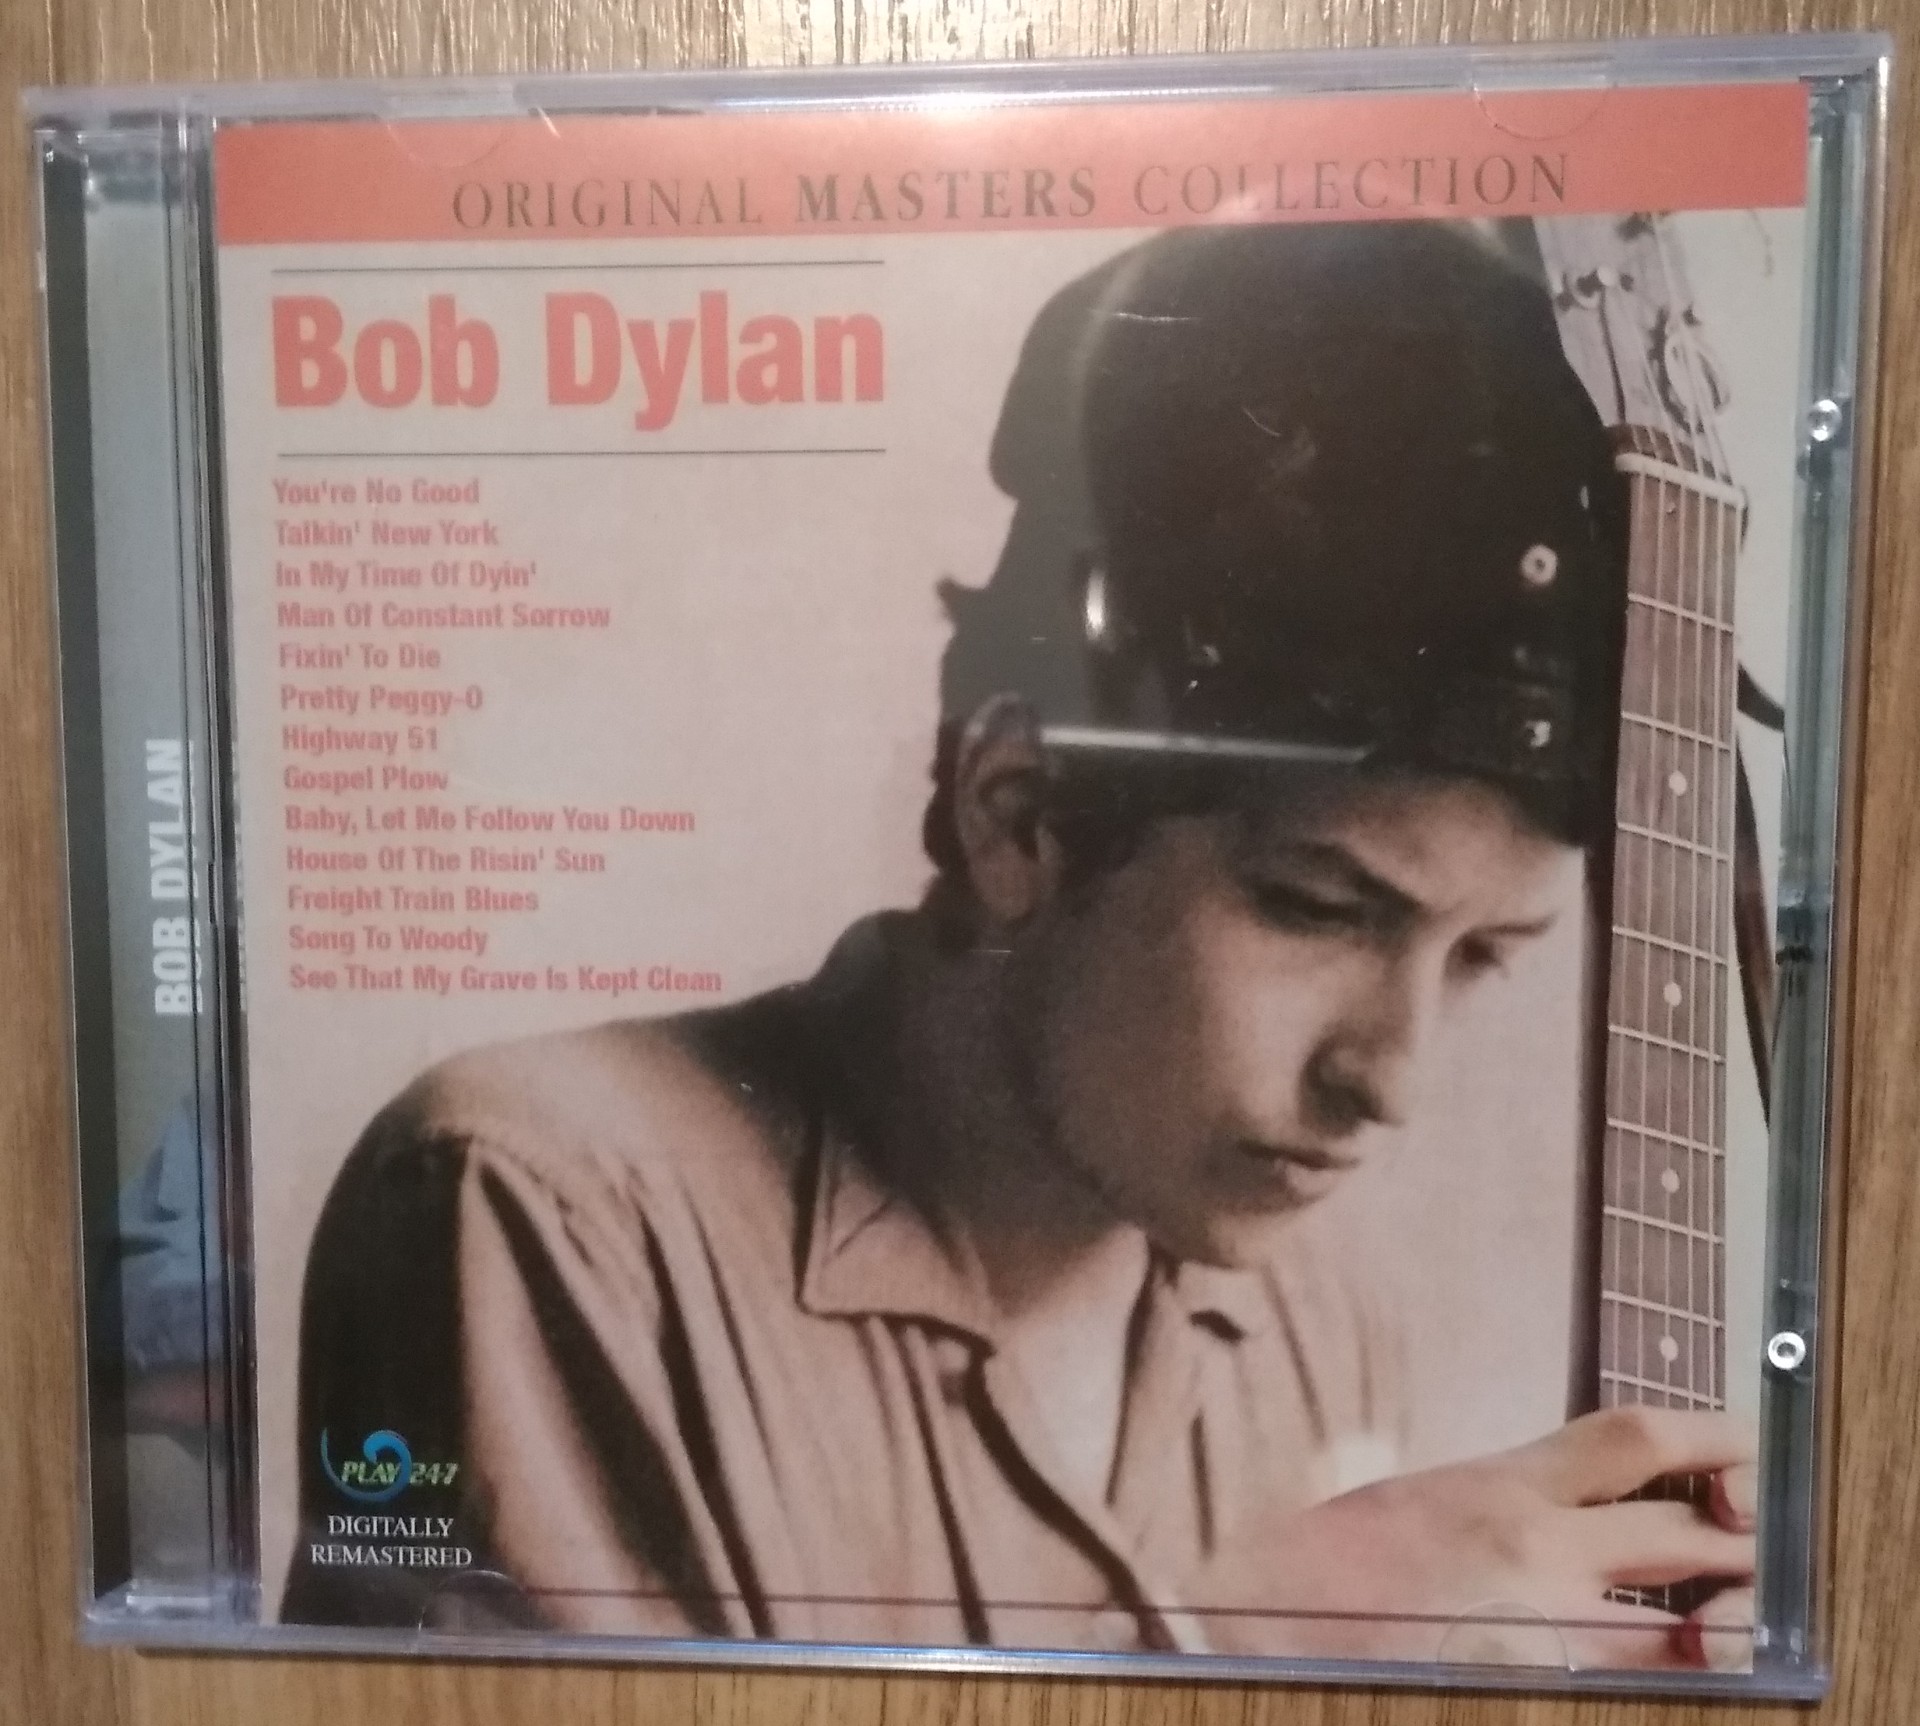 ORIGINAL MASTERS COLLECTION
Bob Dylan
You're No Good
Talkin' New York
In My Time Of Dyin'
Man Of Constant Sorrow
Fixin' To Die
Pretty Peggy-O
Highway 51
Gospel Plow
Baby, Let Me Follow You Down
House Of The Risin' Sun
Freight Train Blues
Song To Woody
See That My Grave Is Kept Clean
BOB DYLAN
PLAY 24-7
DIGITALLY
REMASTERED